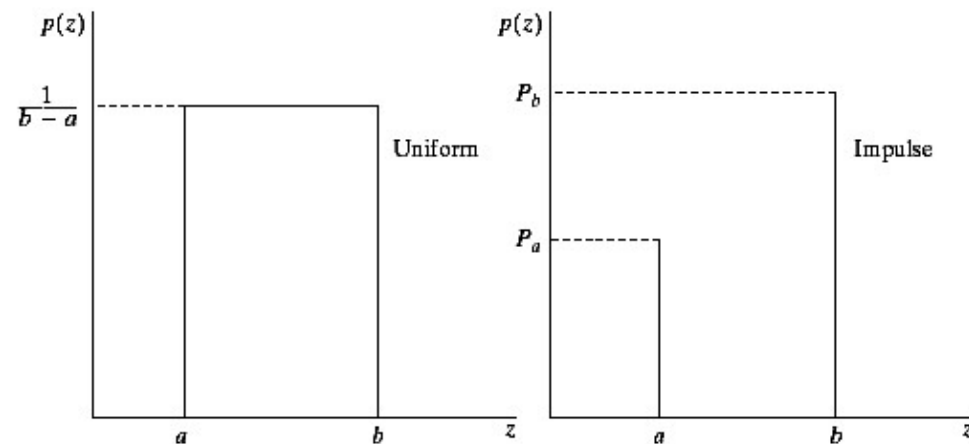 p(z)
1
b − a
Uniform
a
b
z
p(z)
P_b
Impulse
P_a
a
b
z